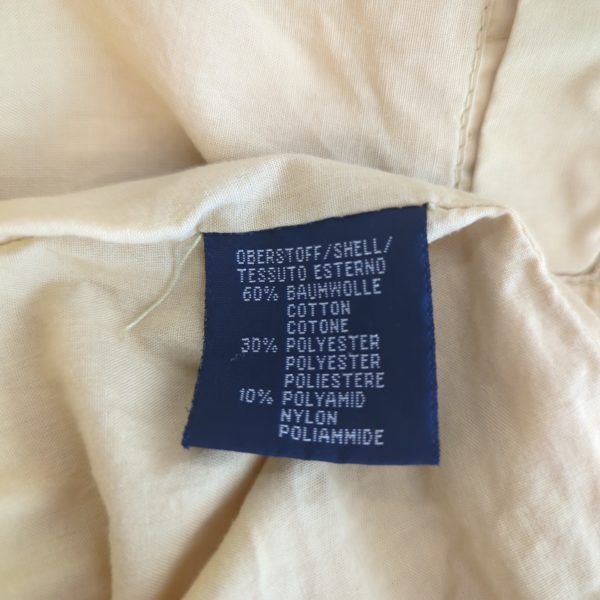 OBERSTOFF/SHELL/
TESSUTO ESTERNO
60% BAUMWOLLE
COTTON
COTONE
30% POLYESTER
POLYESTER
POLIESTERE
10% POLYAMID
NYLON
POLIAMMIDE